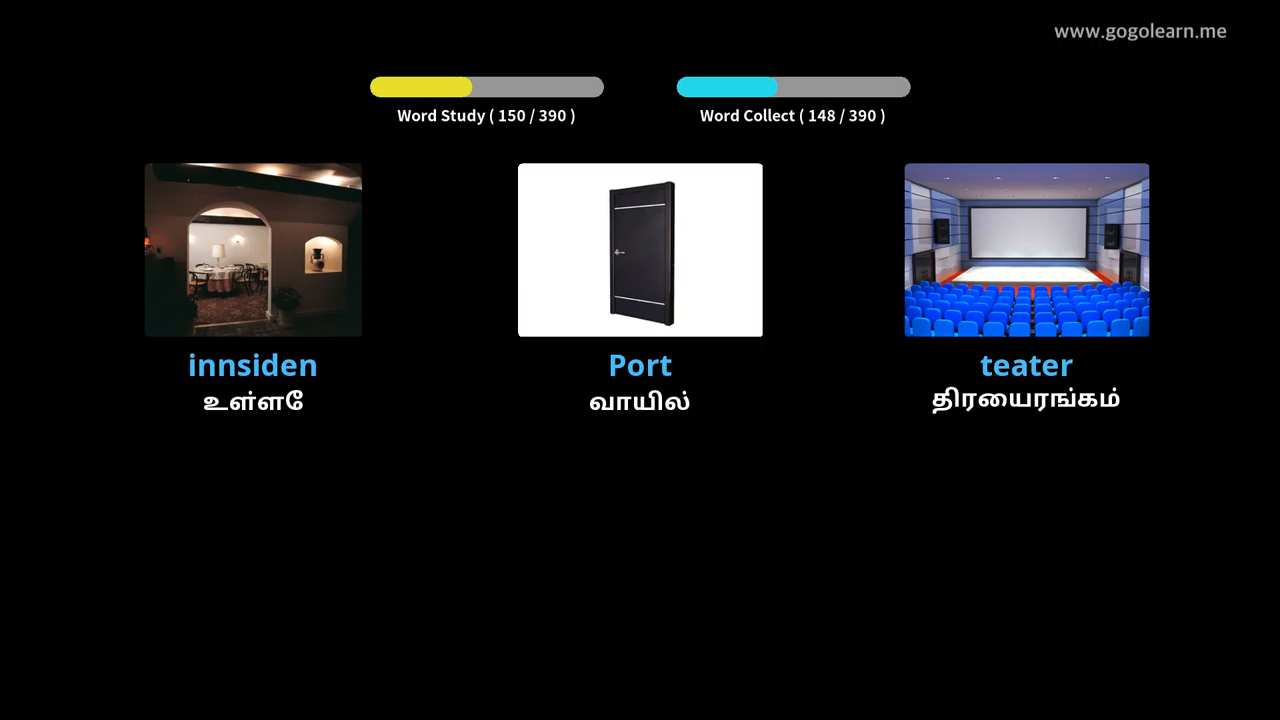 www.gogolearn.me
Word Study ( 150 / 390 )
Word Collect ( 148 / 390 )
innsiden
உள்ளே
Port
வாயில்
teater
திரையரங்கம்